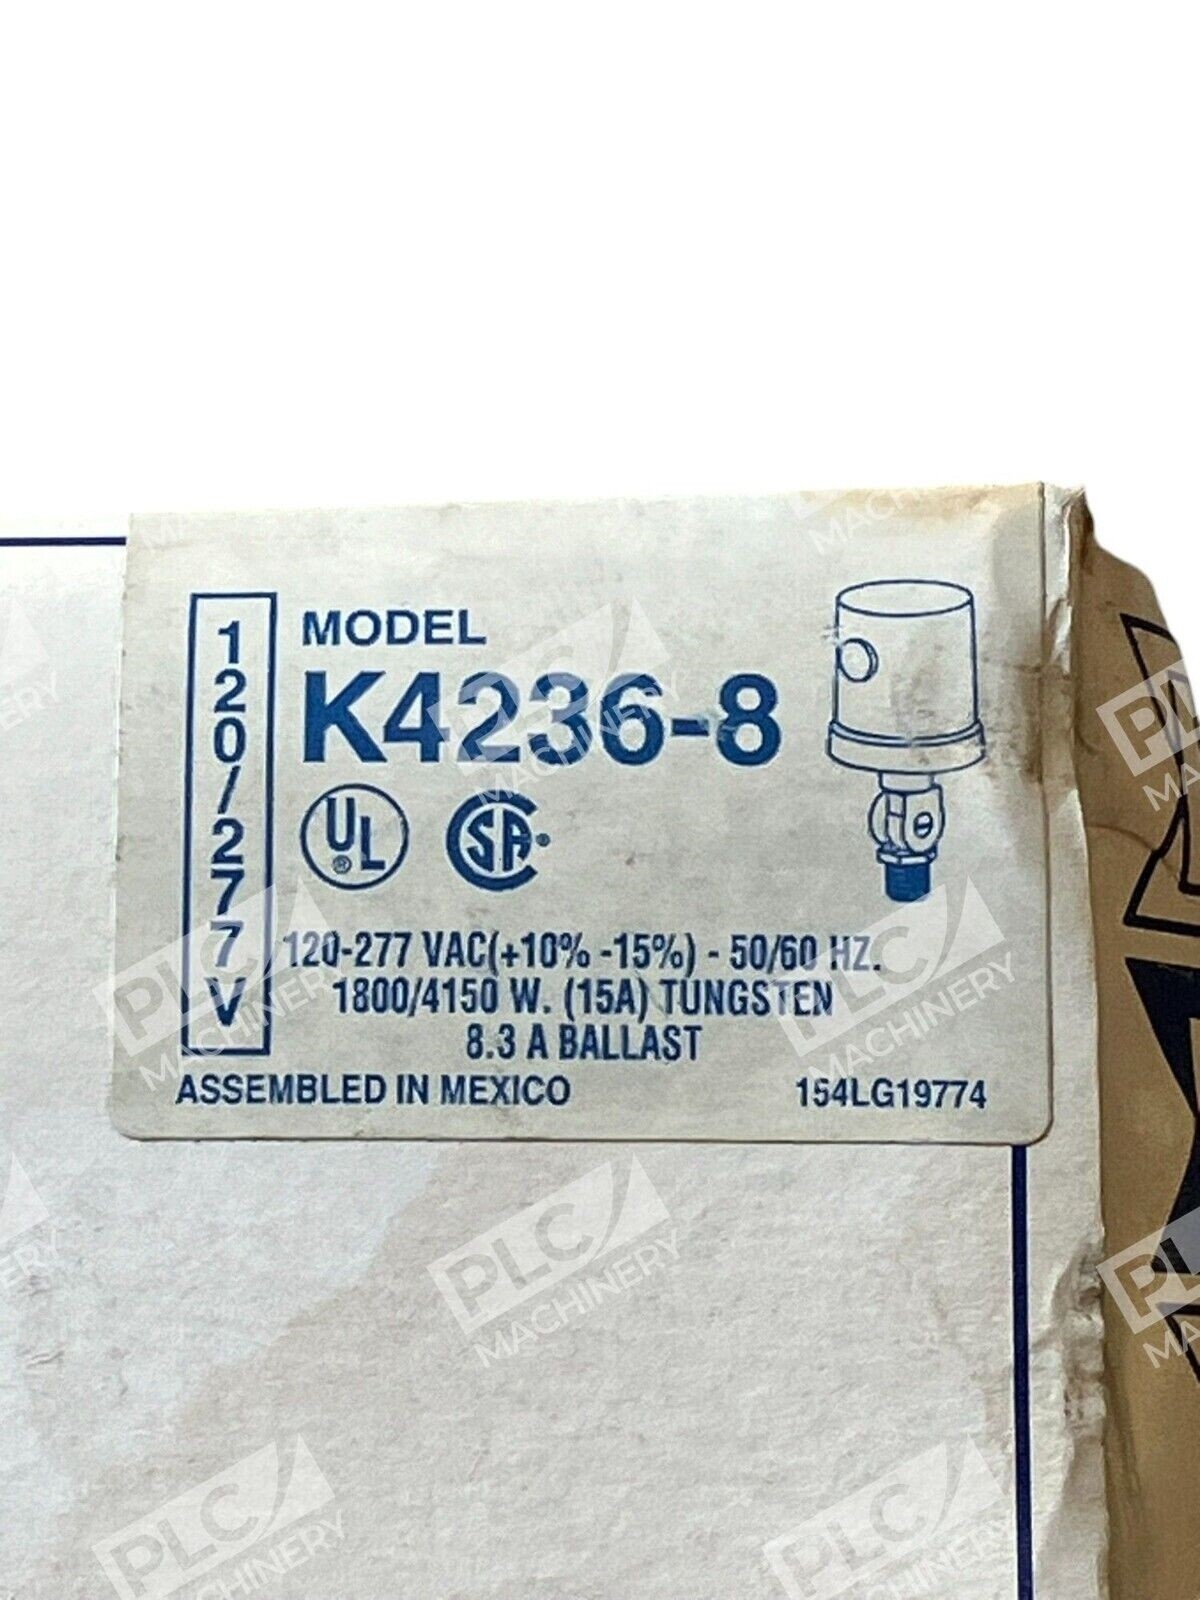 120/277V
MODEL
K4236-8
UL ®
CSA ®
120-277 VAC(+10% -15%) - 50/60 HZ.
1800/4150 W. (15A) TUNGSTEN
8.3 A BALLAST
ASSEMBLED IN MEXICO 154LG19774
PLC MACHINERY